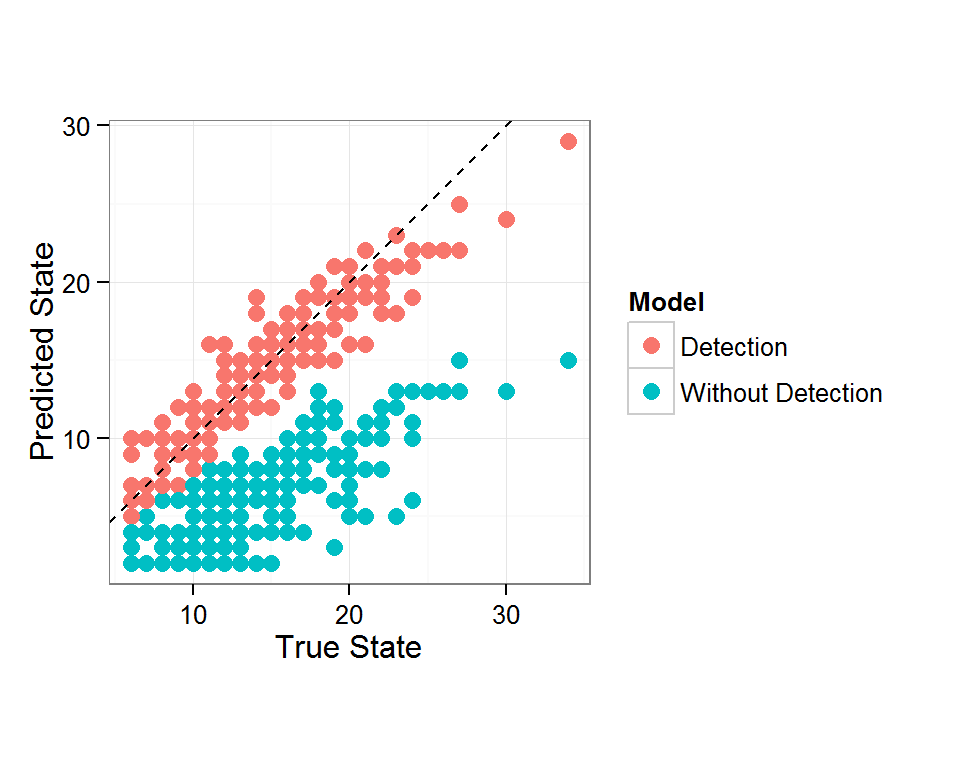 30
20
10
10 20 30
True State
Predicted State
Model
Detection
Without Detection